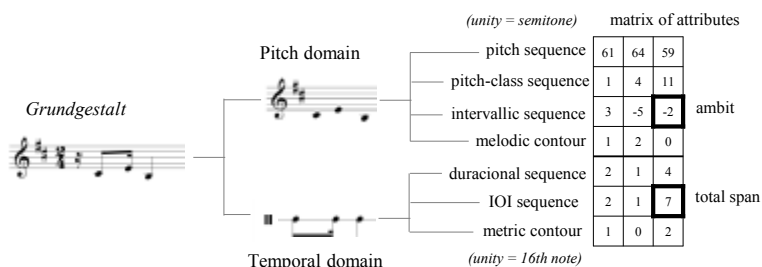 (unity = semitone) matrix of attributes
Pitch domain
pitch sequence 61 64 59
pitch-class sequence 1 4 11
Grundgestalt
intervallic sequence 3 -5 -2 ambit
melodic contour 1 2 0
duracional sequence 2 1 4
IOI sequence 2 1 7 total span
metric contour 1 0 2
Temporal domain (unity = 16th note)